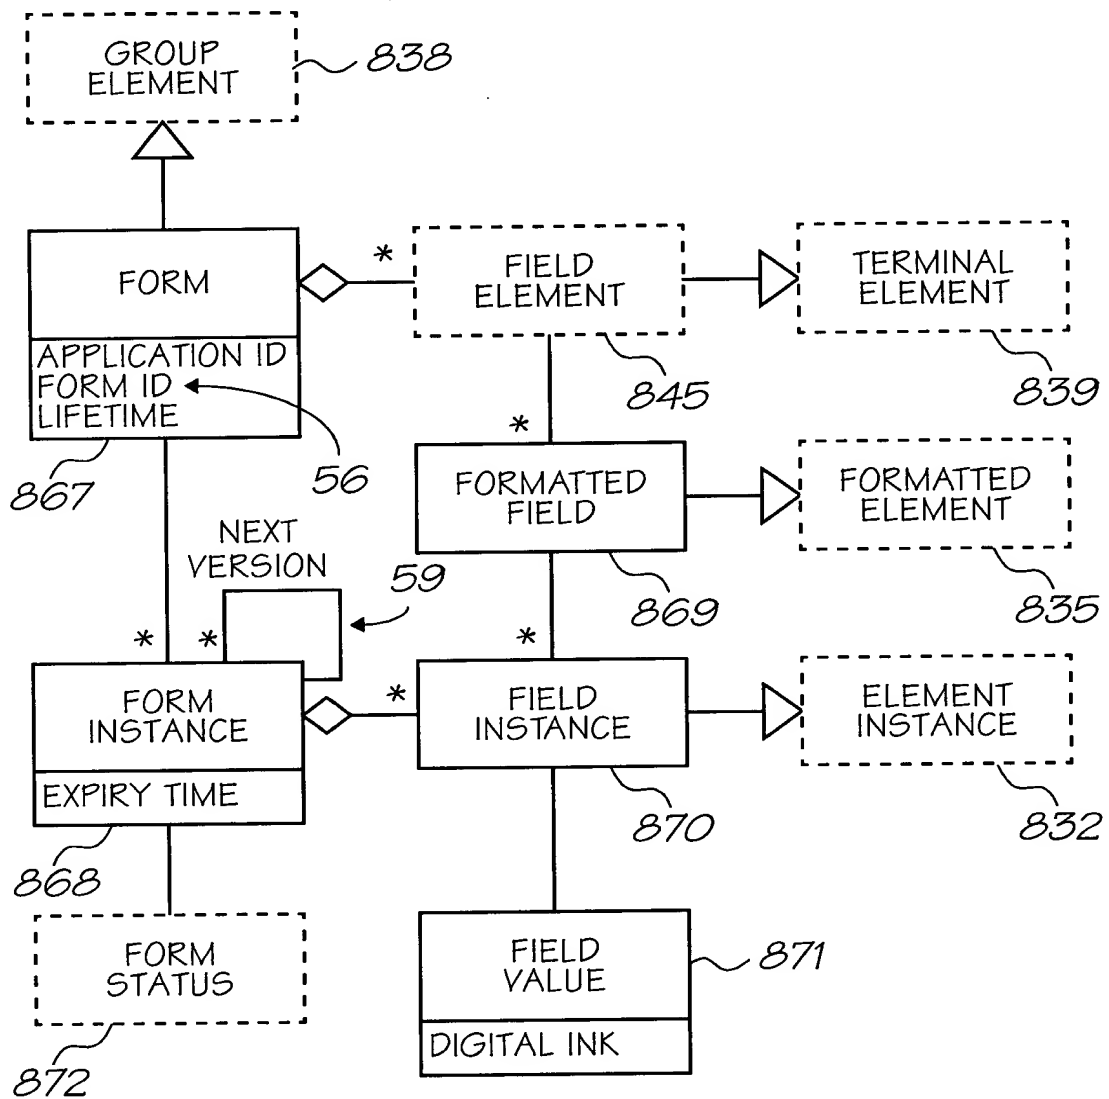 GROUP
ELEMENT
838
FORM
*
FIELD
ELEMENT
TERMINAL
ELEMENT
APPLICATION ID
FORM ID
LIFETIME
845
839
867
56
*
FORMATTED
FIELD
FORMATTED
ELEMENT
NEXT
VERSION
59
869
835
*
*
*
FORM
INSTANCE
*
FIELD
INSTANCE
ELEMENT
INSTANCE
EXPIRY TIME
870
832
868
FORM
STATUS
FIELD
VALUE
871
DIGITAL INK
872